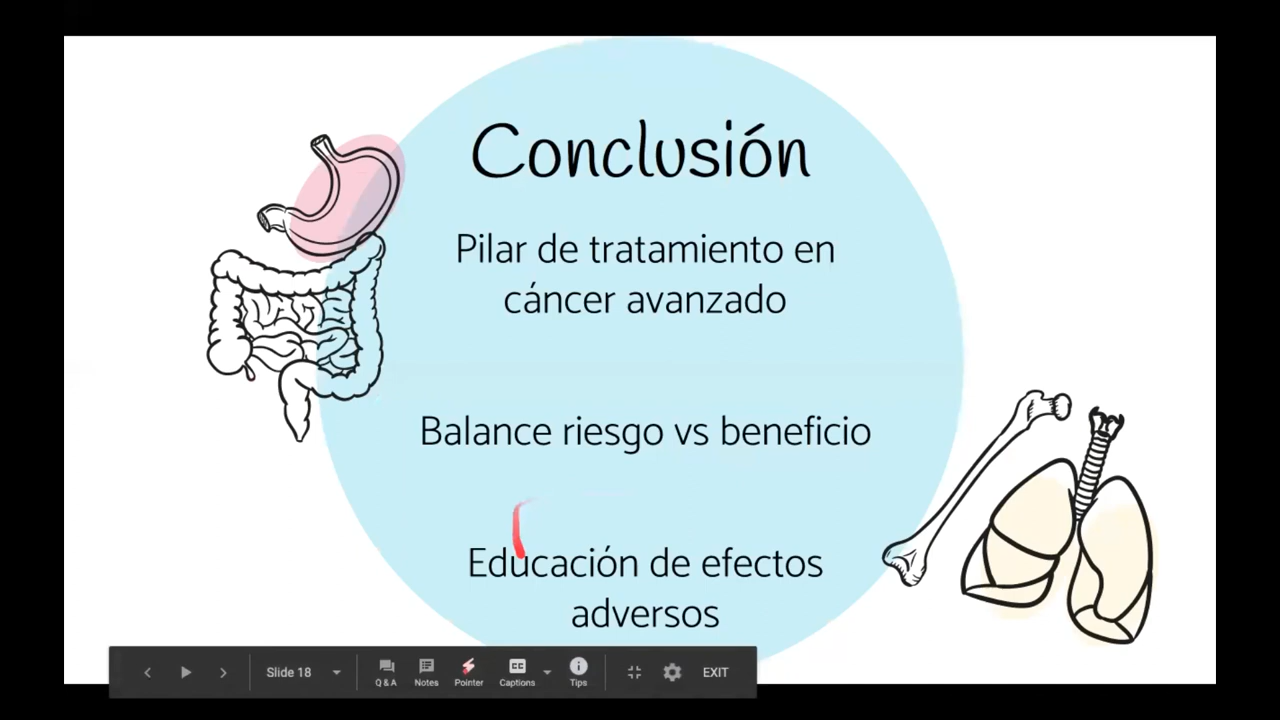 Conclusión
Pilar de tratamiento en
cáncer avanzado
Balance riesgo vs beneficio
Educación de efectos
adversos
Slide 18
Q & A
Notes
Pointer
CC
Captions
Tips
EXIT